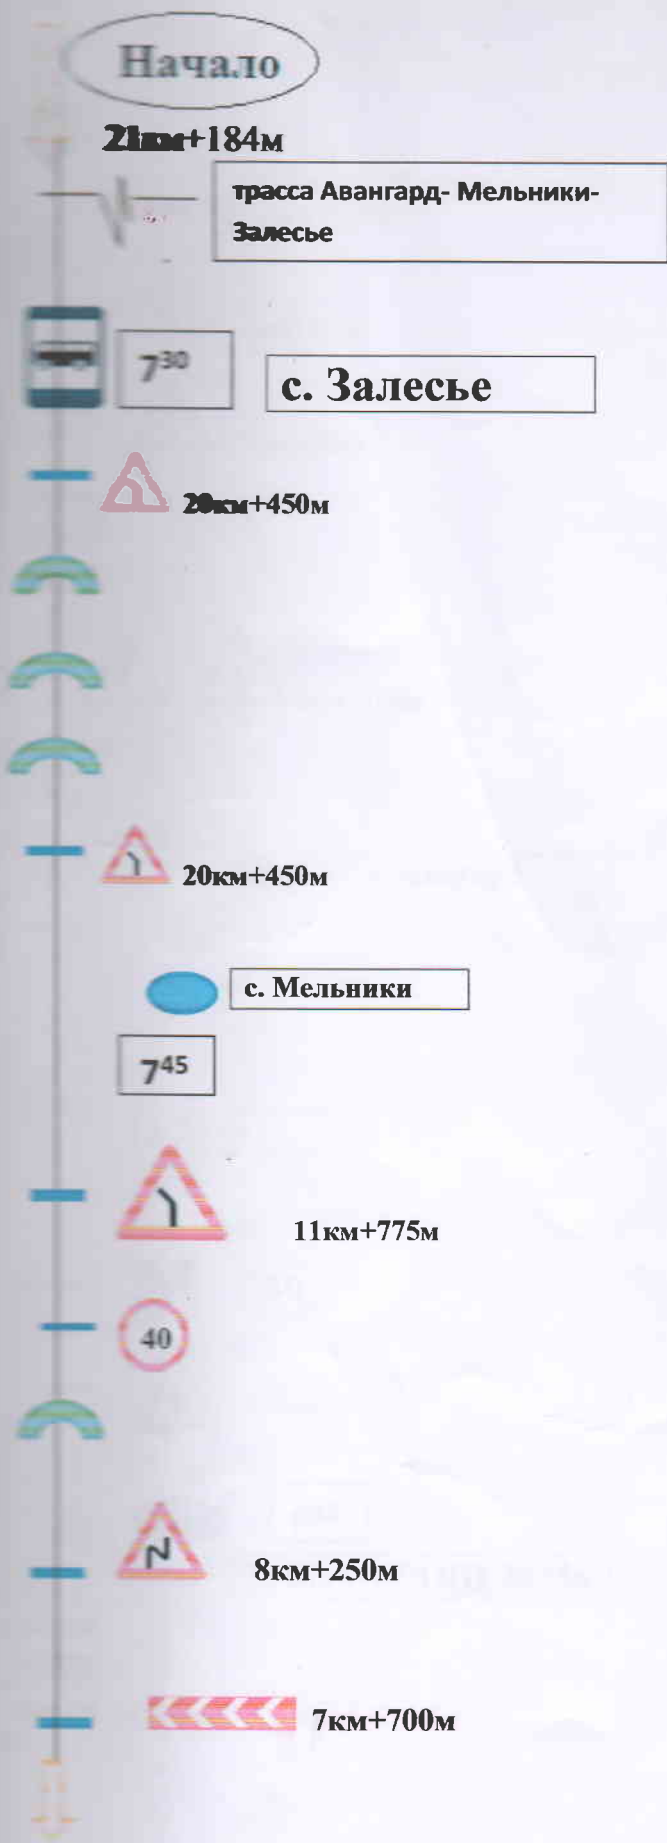 Начало
21км+184м
трасса Авангард- Мельники-
Залесье
7³⁰
с. Залесье
20км+450м
20км+450м
с. Мельники
7⁴⁵
11км+775м
40
8км+250м
7км+700м